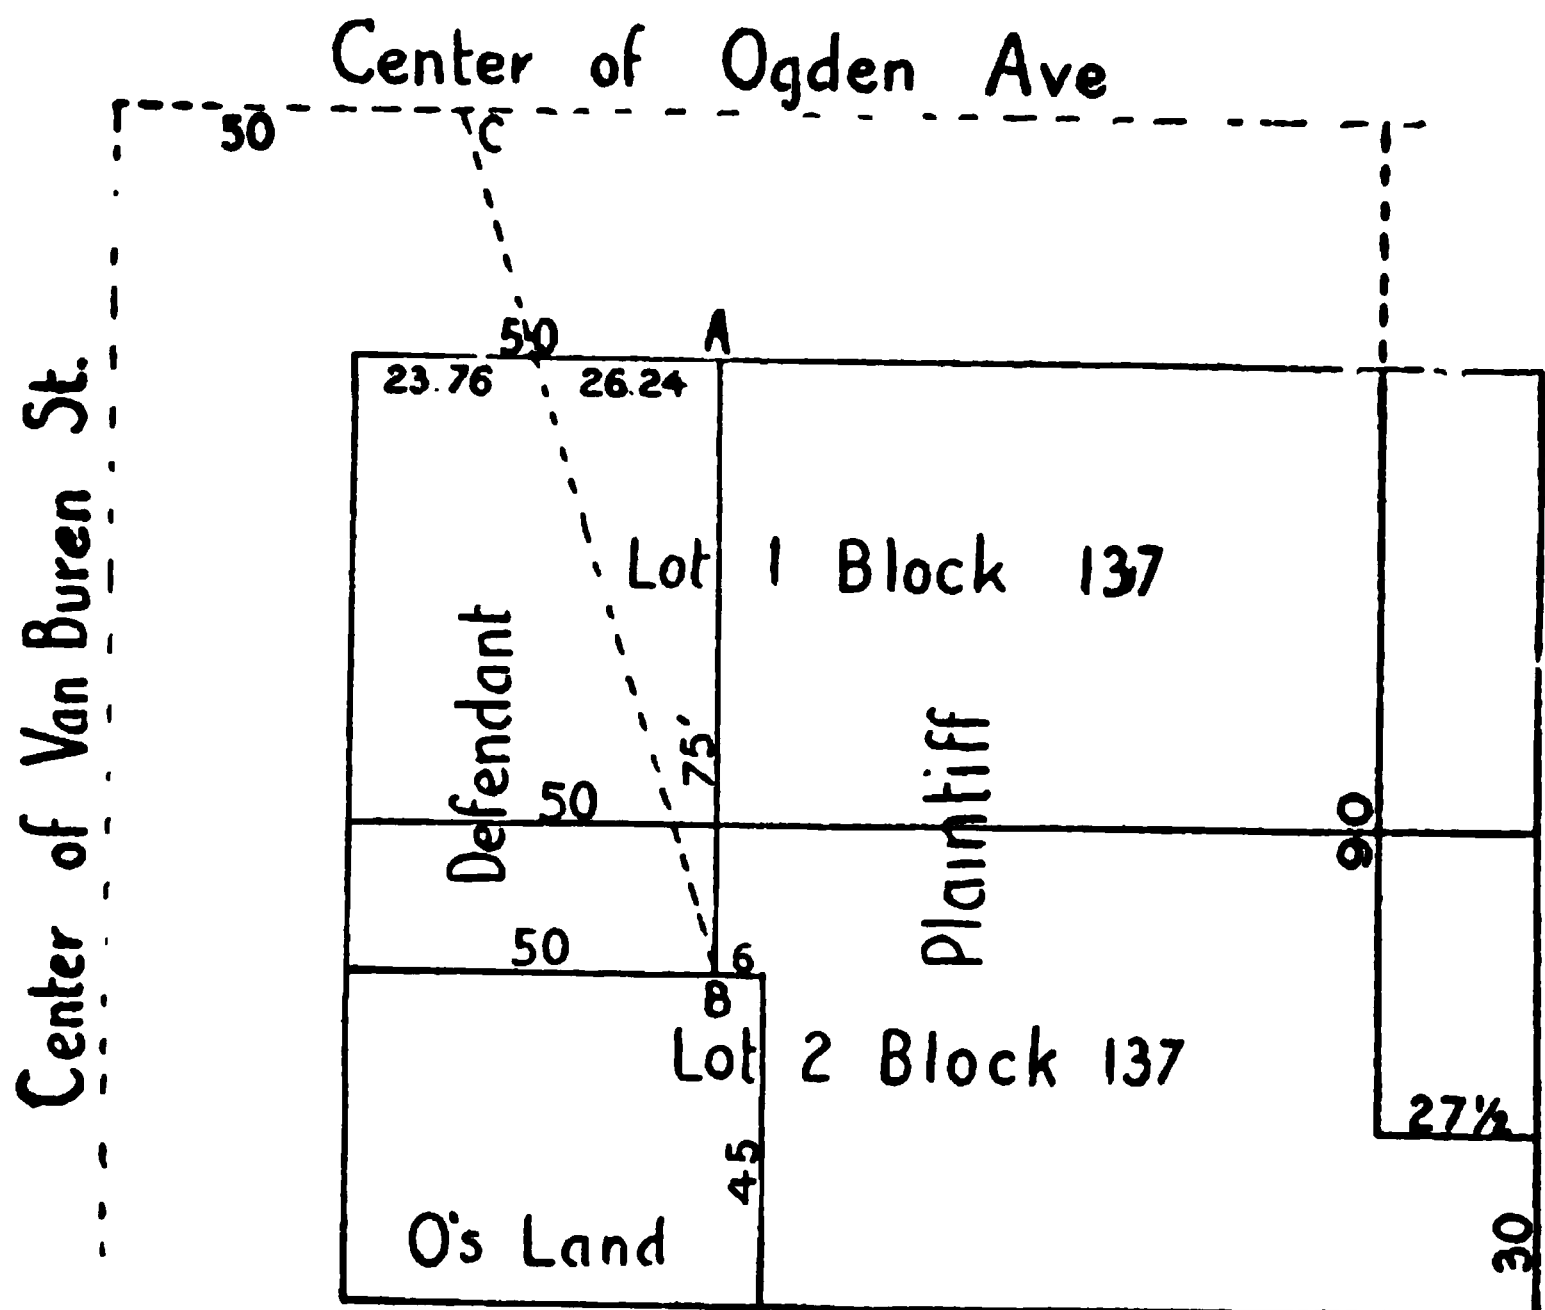 Center of Ogden Ave
50
C
Center of Van Buren St.
50
A
23.76
26.24
Lot 1 Block 137
Defendant
75'
Plaintiff
50
90
50
6
B
Lot 2 Block 137
27½
45
O's Land
30